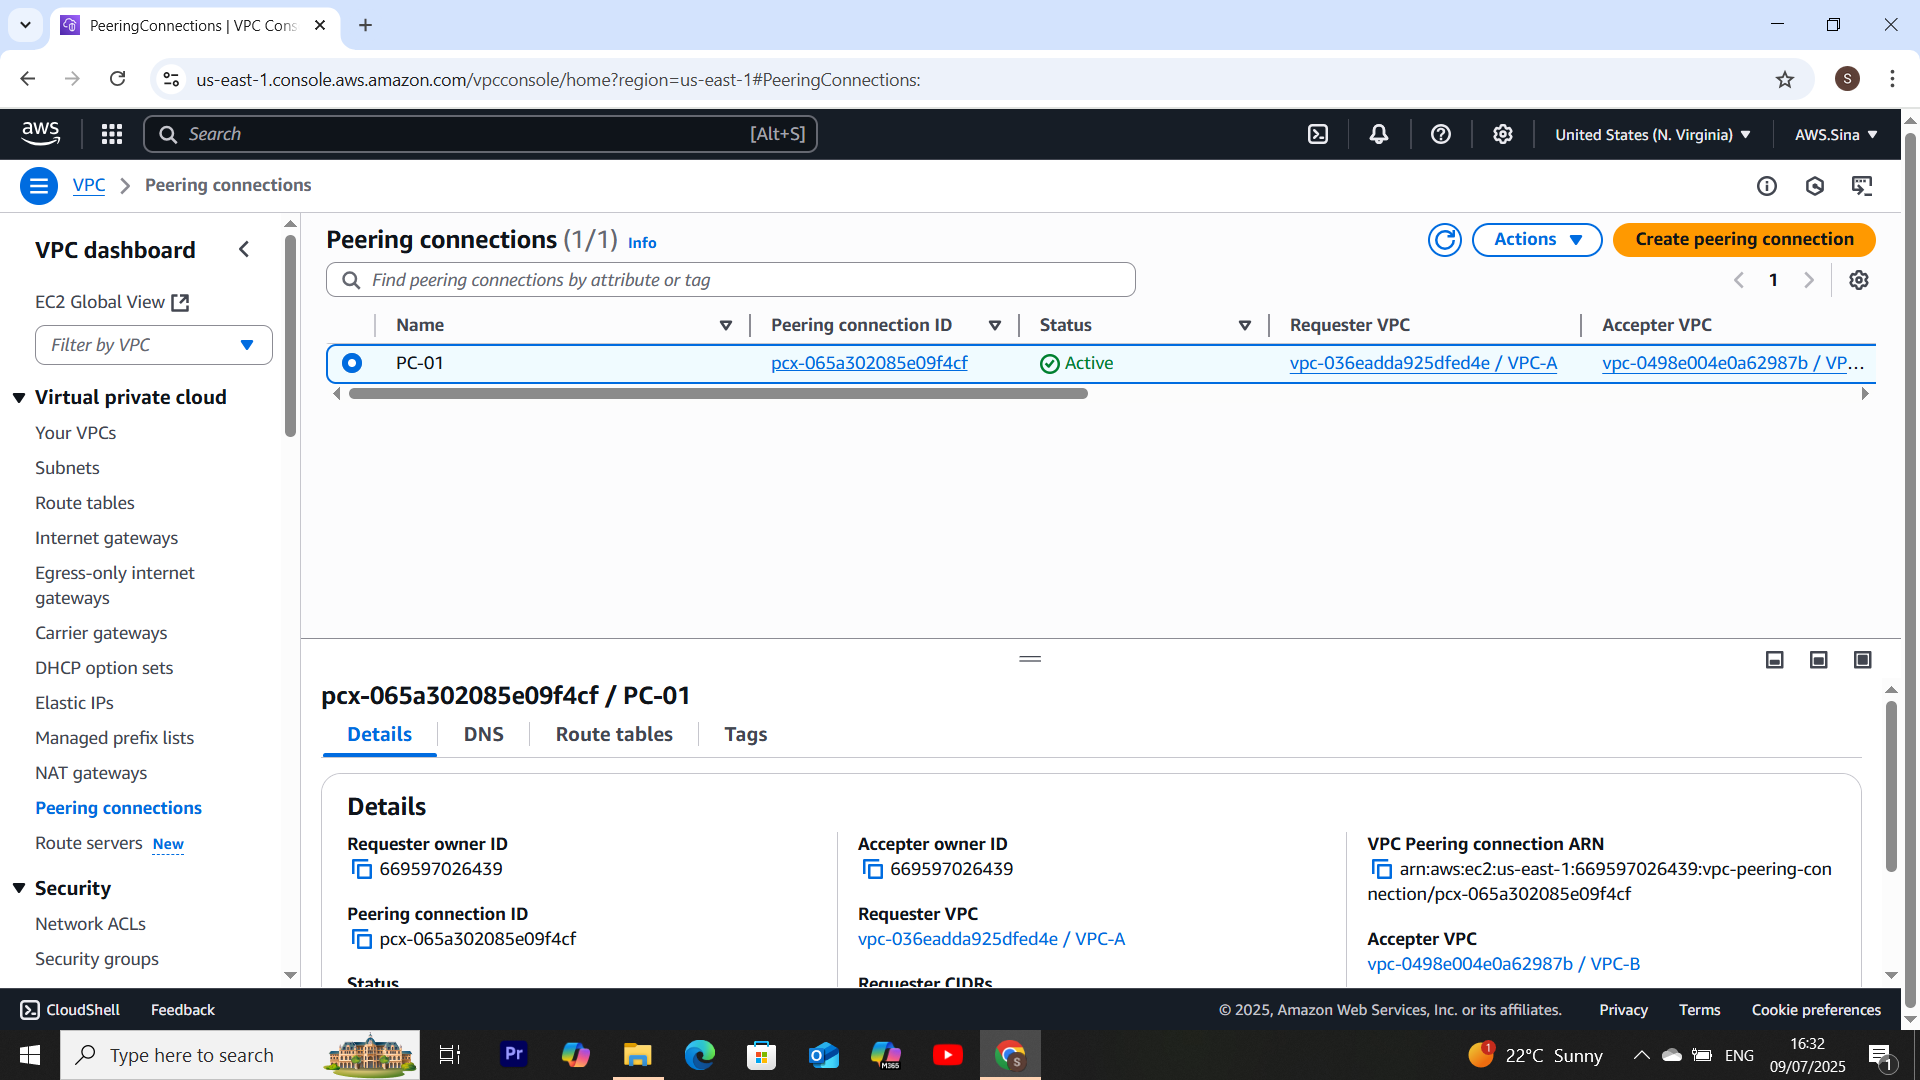 PeeringConnections | VPC Cons
us-east-1.console.aws.amazon.com/vpcconsole/home?region=us-east-1#PeeringConnections:
S
aws
Search
[Alt+S]
United States (N. Virginia)
AWS.Sina
VPC
Peering connections
VPC dashboard
EC2 Global View
Filter by VPC
Virtual private cloud
Your VPCs
Subnets
Route tables
Internet gateways
Egress-only internet
gateways
Carrier gateways
DHCP option sets
Elastic IPs
Managed prefix lists
NAT gateways
Peering connections
Route servers New
Security
Network ACLs
Security groups
Peering connections (1/1) Info
Actions
Create peering connection
Find peering connections by attribute or tag
1
Name
Peering connection ID
Status
Requester VPC
Accepter VPC
PC-01
pcx-065a302085e09f4cf
Active
vpc-036eadda925dfed4e / VPC-A
vpc-0498e004e0a62987b / VP…
pcx-065a302085e09f4cf / PC-01
Details
DNS
Route tables
Tags
Details
Requester owner ID
669597026439
Peering connection ID
pcx-065a302085e09f4cf
Status
Accepter owner ID
669597026439
Requester VPC
vpc-036eadda925dfed4e / VPC-A
Requester CIDRs
VPC Peering connection ARN
arn:aws:ec2:us-east-1:669597026439:vpc-peering-con
nection/pcx-065a302085e09f4cf
Accepter VPC
vpc-0498e004e0a62987b / VPC-B
CloudShell
Feedback
© 2025, Amazon Web Services, Inc. or its affiliates.
Privacy
Terms
Cookie preferences
Type here to search
Pr
M365
S
1
22°C Sunny
ENG
16:32
09/07/2025
1